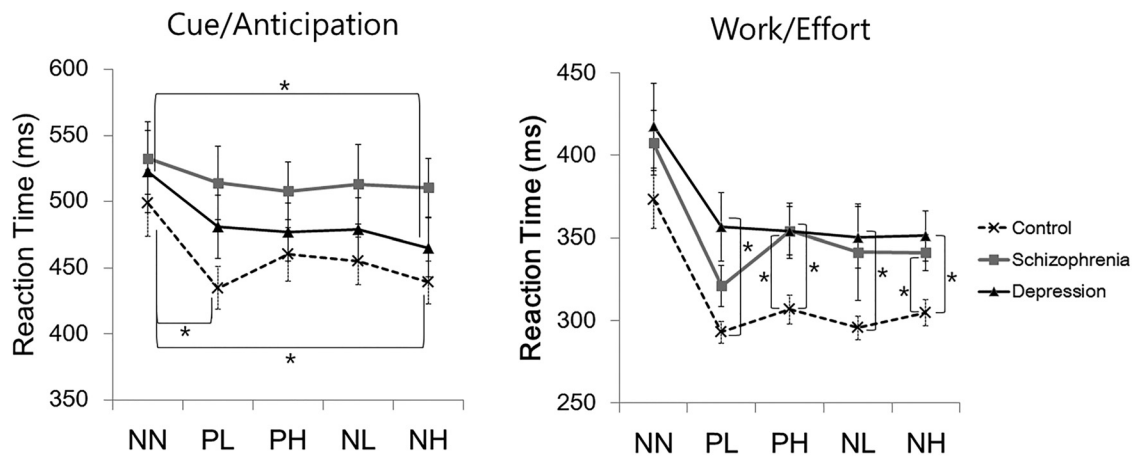 Cue/Anticipation
Reaction Time (ms)
600
550
500
450
400
350
*
*
*
NN PL PH NL NH
Work/Effort
Reaction Time (ms)
450
400
350
300
250
* * * * * *
NN PL PH NL NH
Control
Schizophrenia
Depression